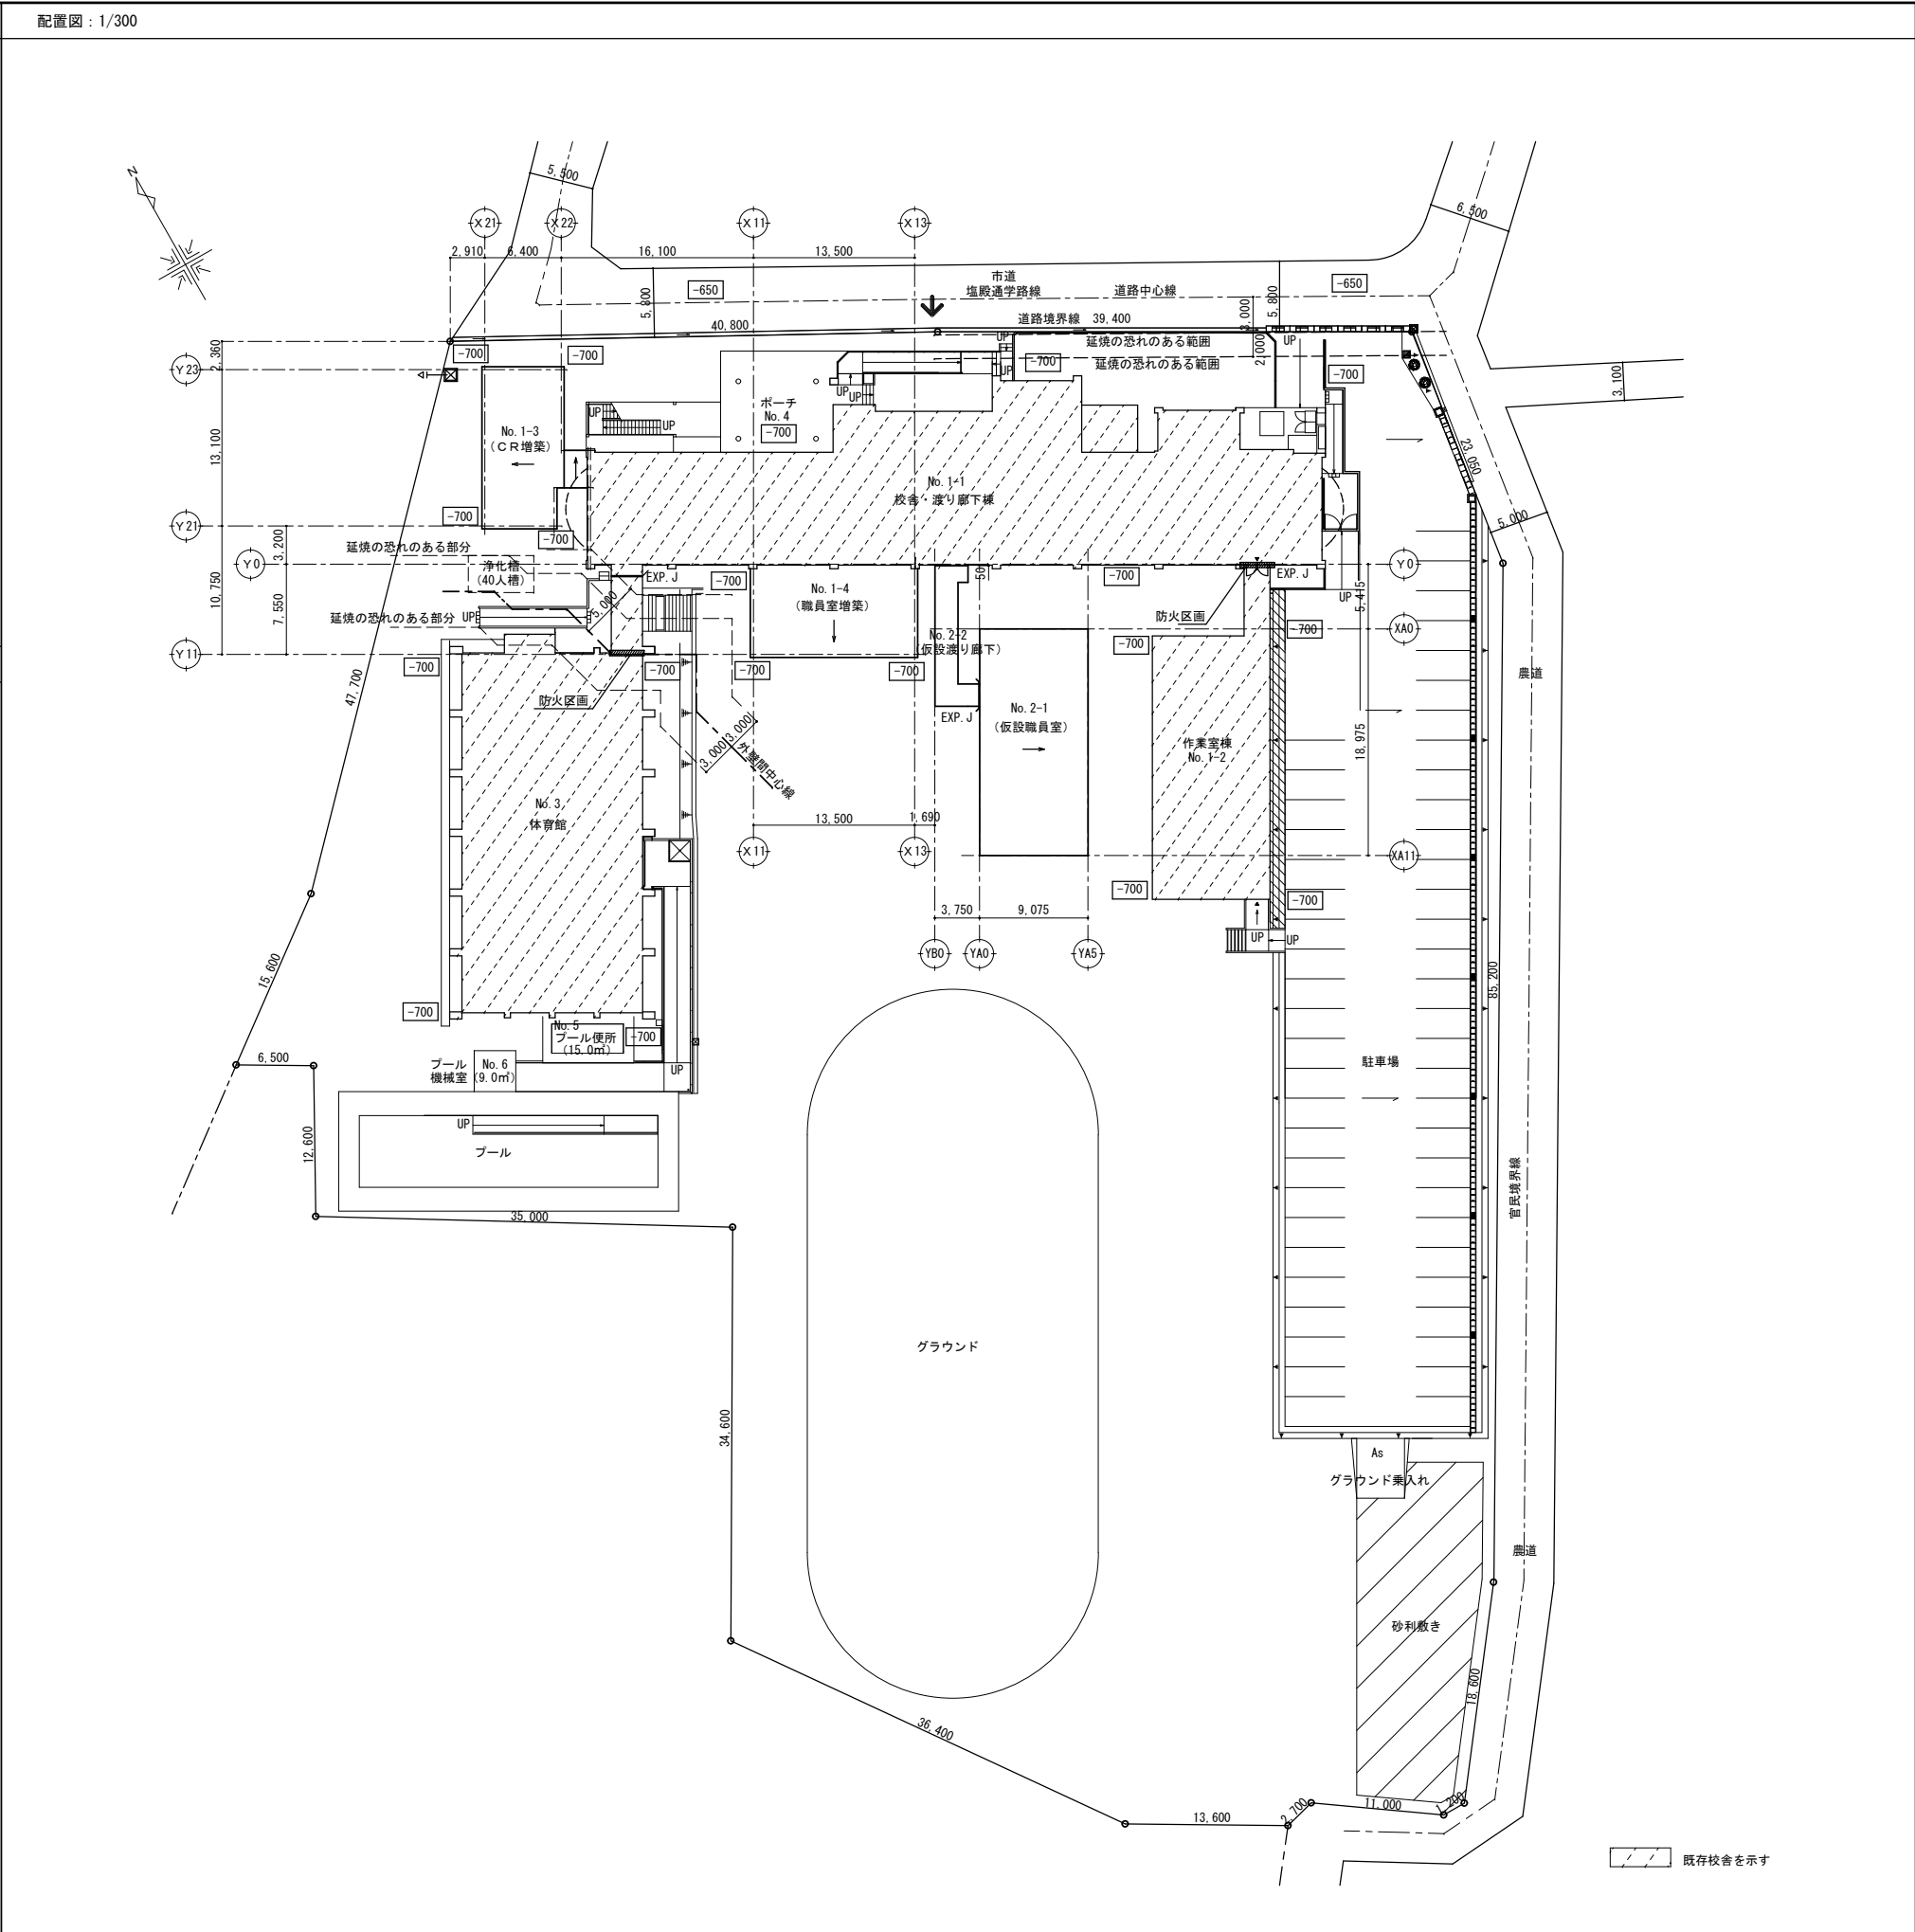 配置図：1/300
N
5,500
6,500
X21
X22
X11
X13
2,910
6,400
16,100
13,500
市道
塩殿通学路線
道路中心線
-650
-650
5,800
5,800
3,000
40,800
道路境界線 39,400
UP
UP
延焼の恐れのある範囲
延焼の恐れのある範囲
2,000
-700
-700
-700
-700
2,360
Y23
3,100
UP
UP
UP
ポーチ
No.4
-700
UP
UP
No.1-3
(CR増築)
13,100
23,050
No.1-1
校舎・渡り廊下棟
-700
-700
Y21
5,000
延焼の恐れのある部分
3,200
Y0
浄化槽
(40人槽)
EXP.J
-700
50
-700
EXP.J
Y0
10,750
7,550
No.1-4
(職員室増築)
5,000
UP
5,415
延焼の恐れのある部分
UP
防火区画
No.2-2
(仮設渡り廊下)
-700
-700
XA0
Y11
-700
-700
-700
-700
農道
47,700
防火区画
No.2-1
(仮設職員室)
EXP.J
3,000
3,000
外壁間中心線
作業室棟
No.1-2
18,975
No.3
体育館
13,500
1,690
X11
X13
XA11
-700
-700
3,750
9,075
UP
UP
YB0
YA0
YA5
15,600
85,200
-700
No.5
プール便所
(15.0㎡)
-700
6,500
プール
機械室
No.6
(9.0㎡)
UP
駐車場
12,600
UP
プール
官民境界線
35,000
グラウンド
34,600
As
グラウンド乗入れ
農道
砂利敷き
18,600
36,400
13,600
2,700
11,000
1,200
既存校舎を示す